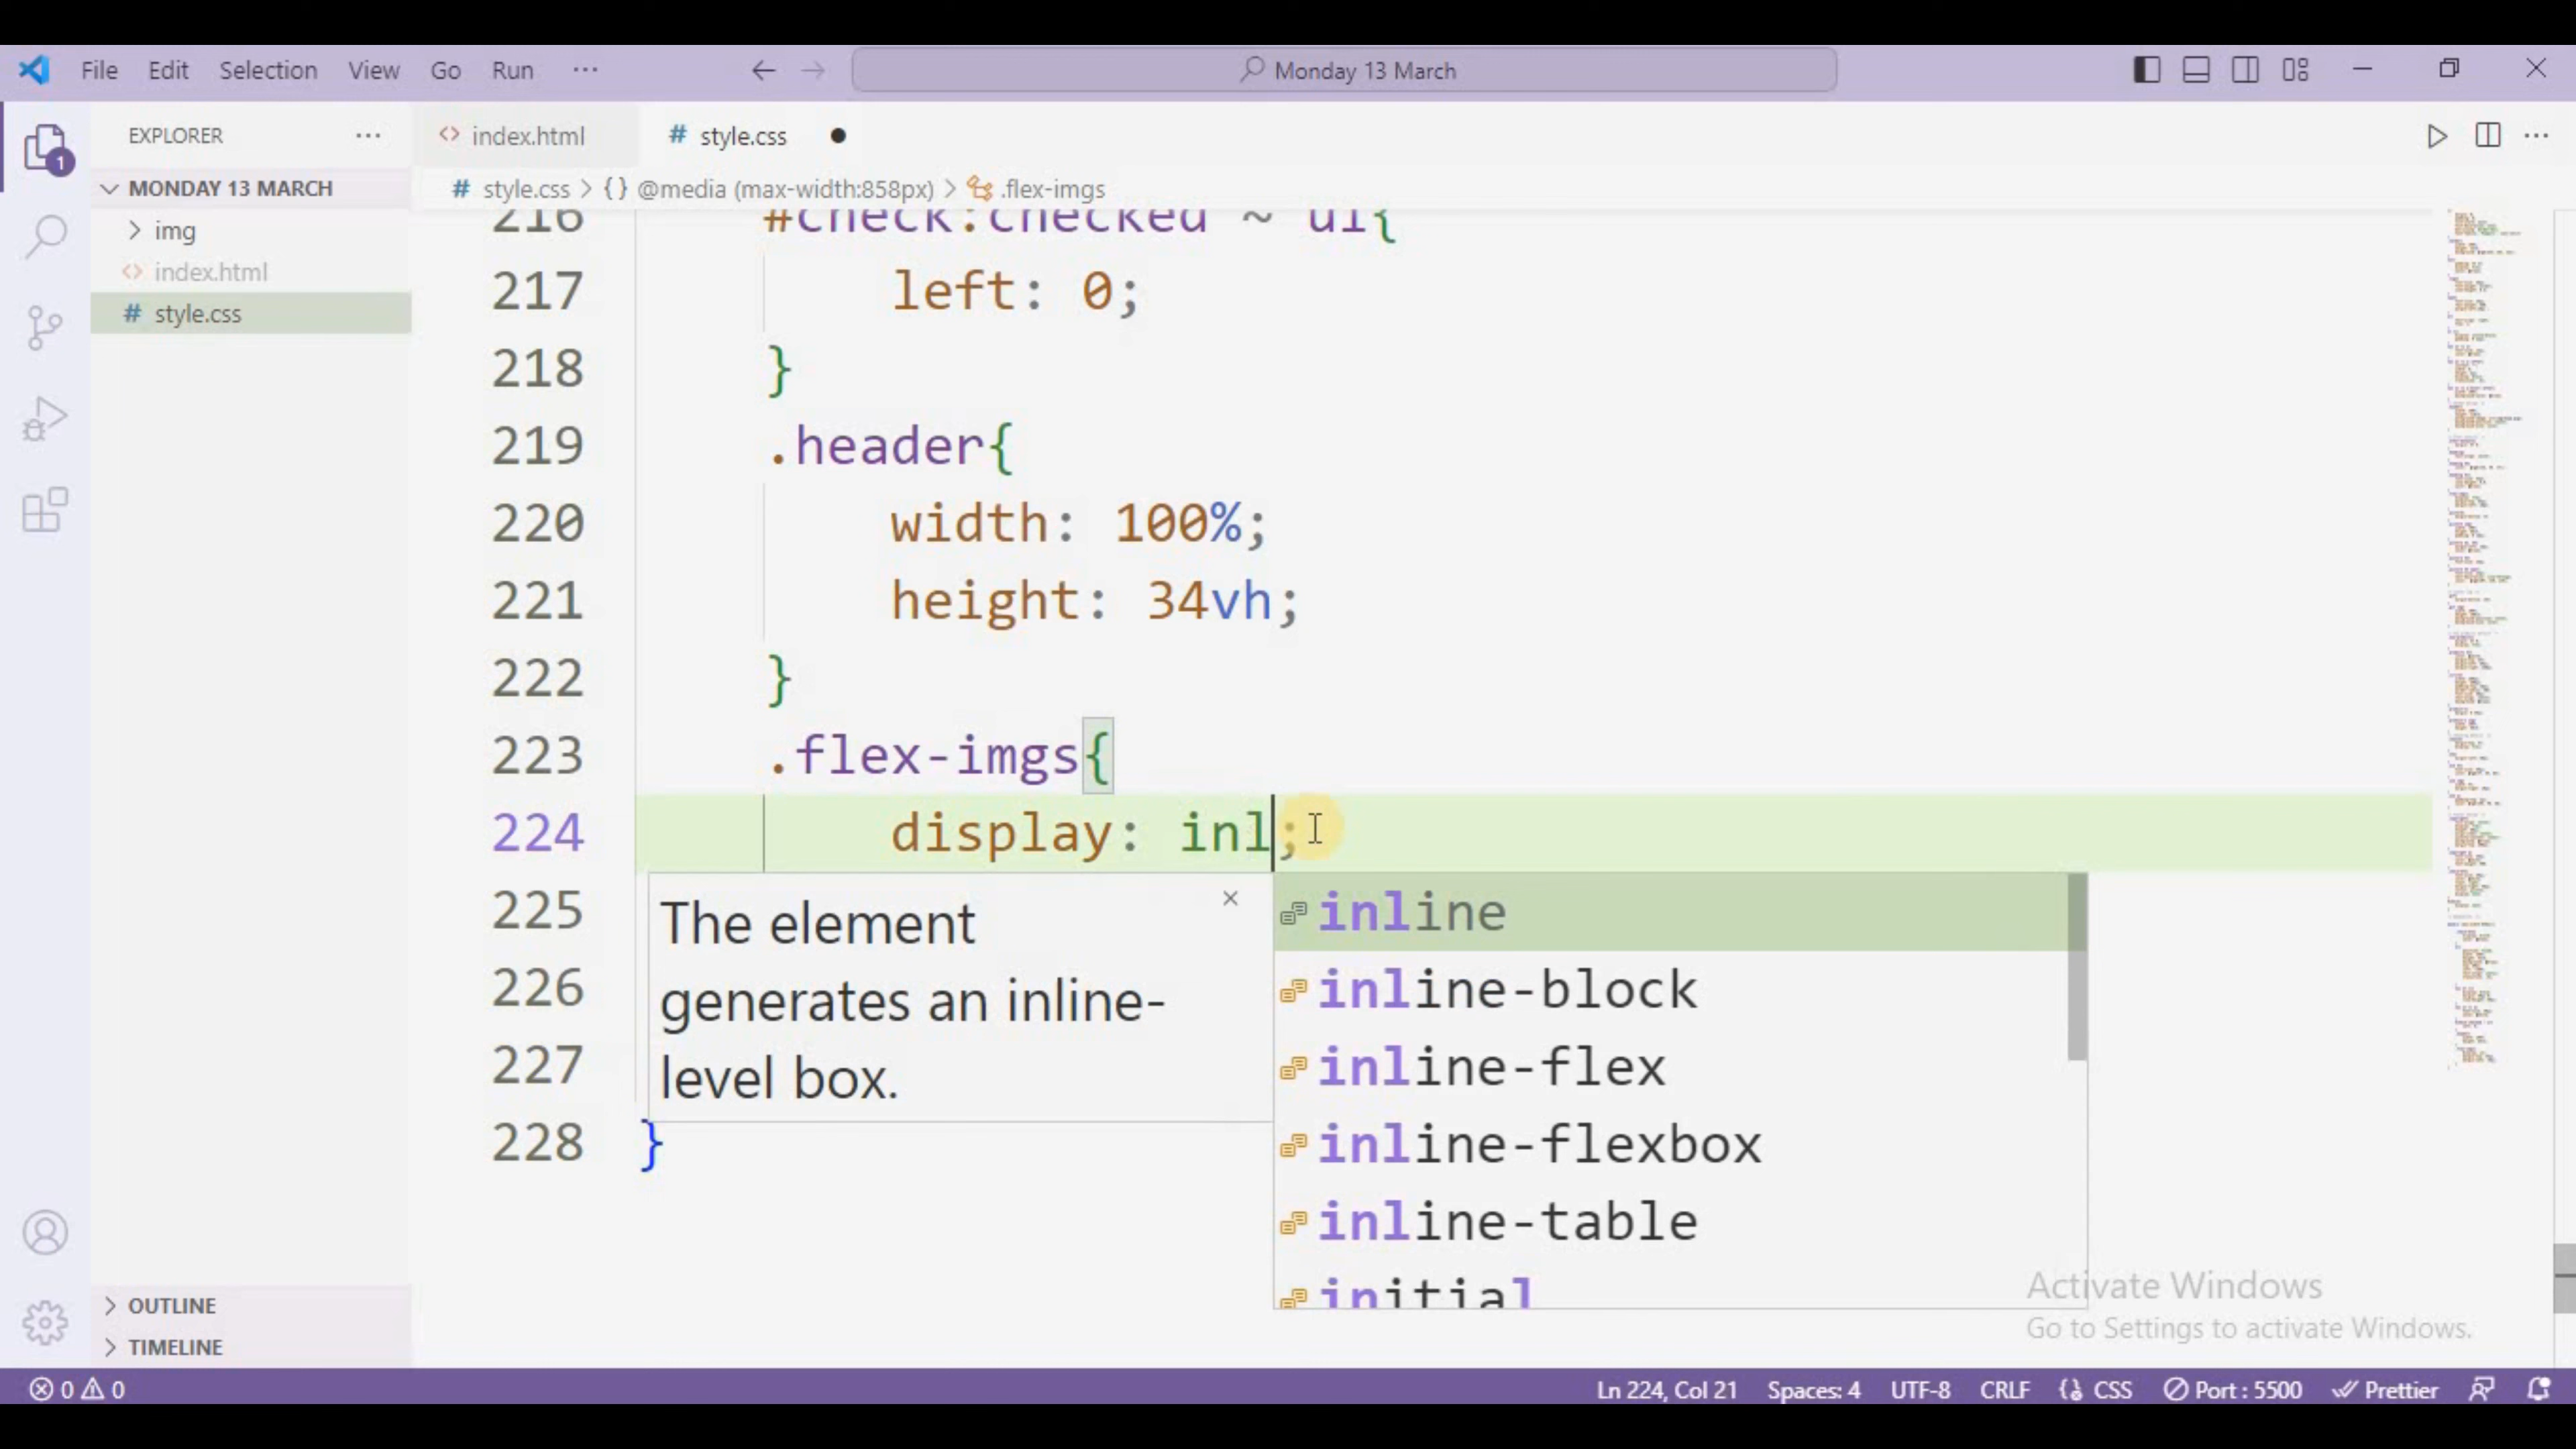 File Edit Selection View Go Run ···
Monday 13 March
EXPLORER ···
index.html
# style.css
MONDAY 13 MARCH
# style.css > {} @media (max-width:858px) > .flex-imgs
img
index.html
# style.css
1
216 #check:checked ~ ul{
217 left: 0;
218 }
219 .header{
220 width: 100%;
221 height: 34vh;
222 }
223 .flex-imgs{
224 display: inl;
225
226
227
228 }
The element
generates an inline-
level box.
inline
inline-block
inline-flex
inline-flexbox
inline-table
initial
OUTLINE
TIMELINE
Activate Windows
Go to Settings to activate Windows.
0 0
Ln 224, Col 21 Spaces: 4 UTF-8 CRLF CSS Port : 5500 Prettier